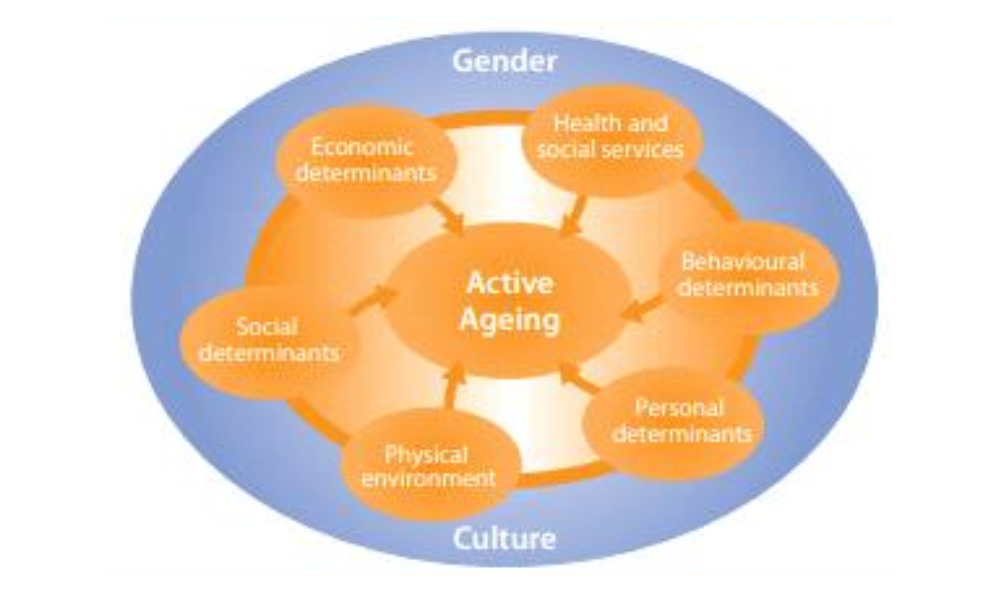 Gender
Economic
determinants
Health and
social services
Behavioural
determinants
Active
Ageing
Social
determinants
Personal
determinants
Physical
environment
Culture